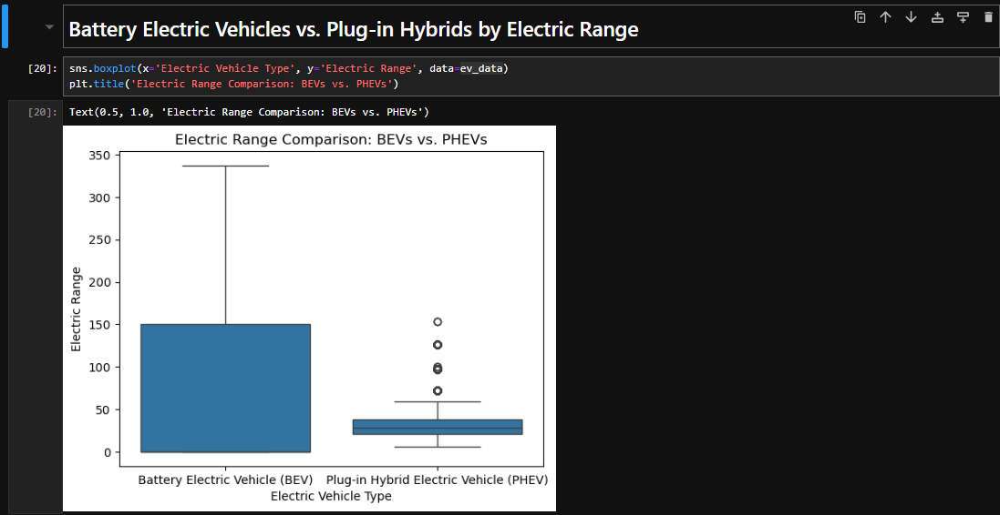 Battery Electric Vehicles vs. Plug-in Hybrids by Electric Range
[20]: sns.boxplot(x='Electric Vehicle Type', y='Electric Range', data=ev_data)
plt.title('Electric Range Comparison: BEVs vs. PHEVs')
[20]: Text(0.5, 1.0, 'Electric Range Comparison: BEVs vs. PHEVs')
Electric Range Comparison: BEVs vs. PHEVs
350
300
250
200
150
100
50
0
Electric Range
Battery Electric Vehicle (BEV) Plug-in Hybrid Electric Vehicle (PHEV)
Electric Vehicle Type